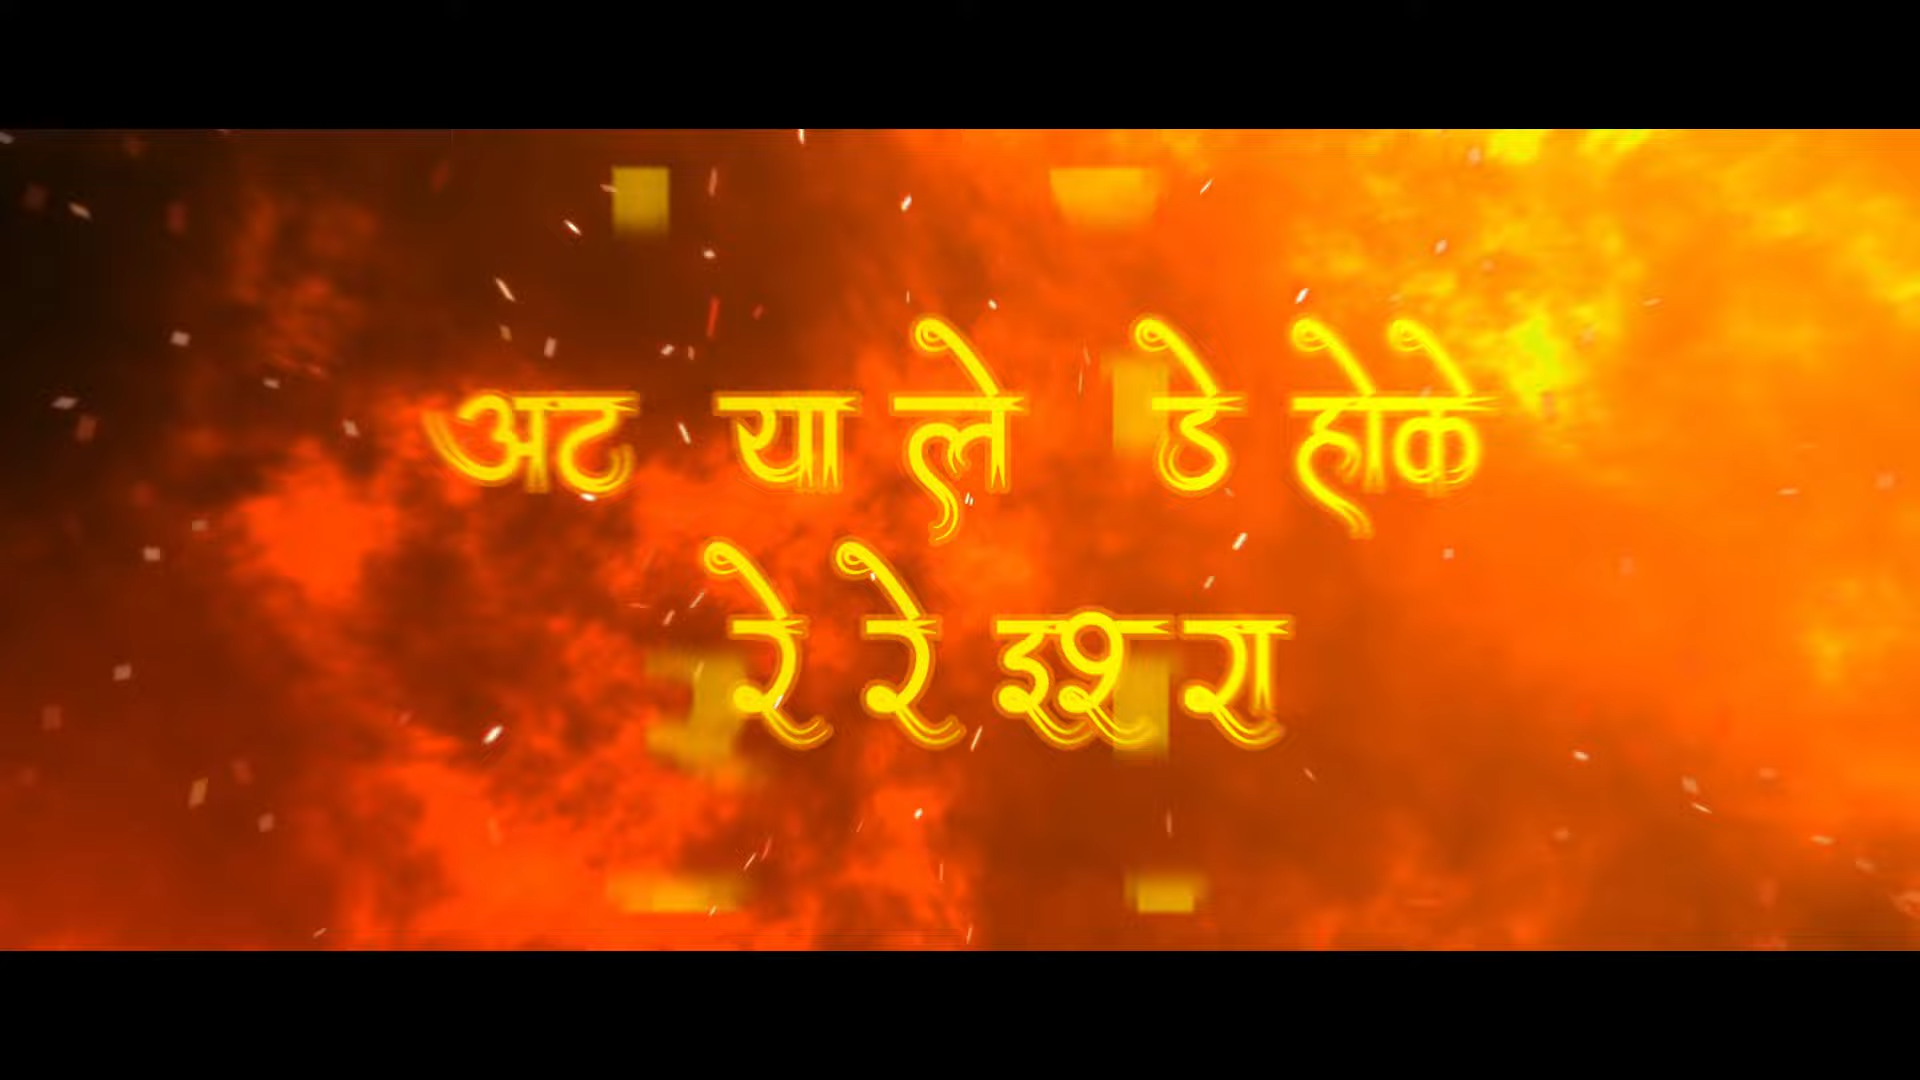 अट या ले डे होके
रे रे इश्रा